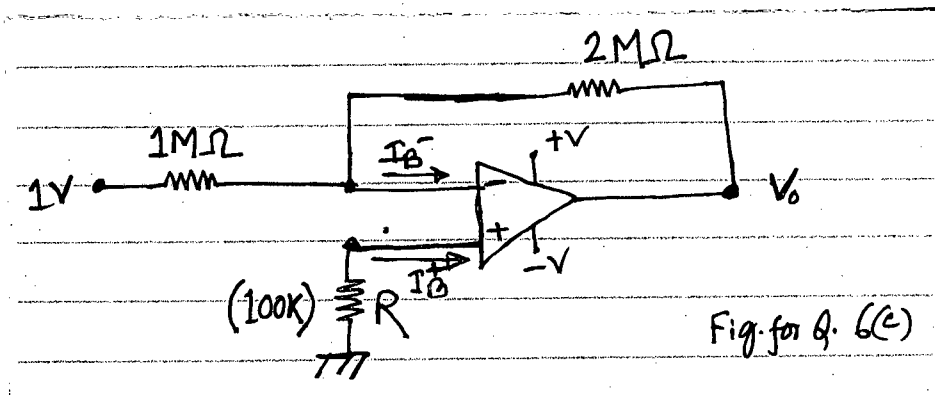 2MΩ
1MΩ
+V
I_B^-
1V
-
V₀
+
-V
I_B^+
(100K)
R
Fig. for Q. 6(c)